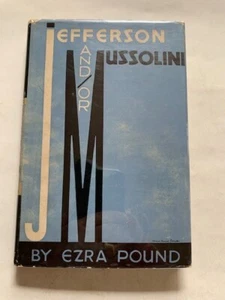 JEFFERSON
AND/OR
MUSSOLINI
BY EZRA POUND